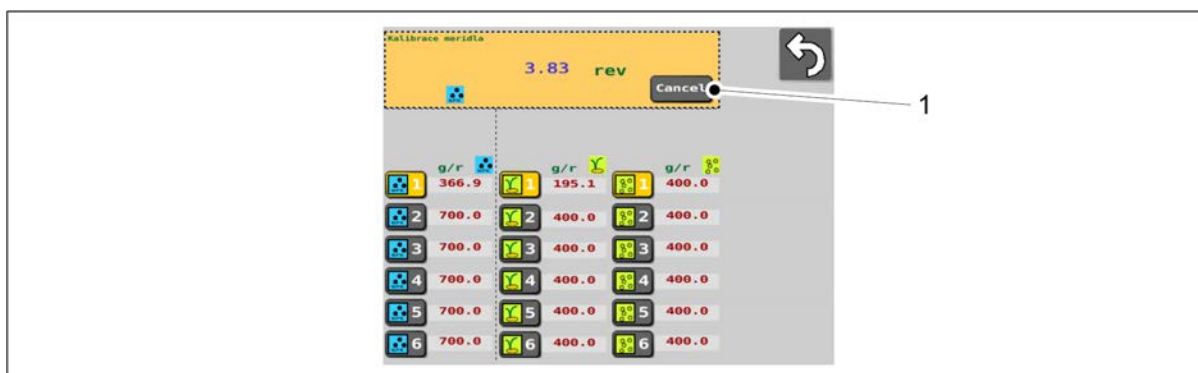 Kalibrace meridla
3.83 rev
Cancel
1
g/r g/r g/r
1 366.9 1 195.1 1 400.0
2 700.0 2 400.0 2 400.0
3 700.0 3 400.0 3 400.0
4 700.0 4 400.0 4 400.0
5 700.0 5 400.0 5 400.0
6 700.0 6 400.0 6 400.0